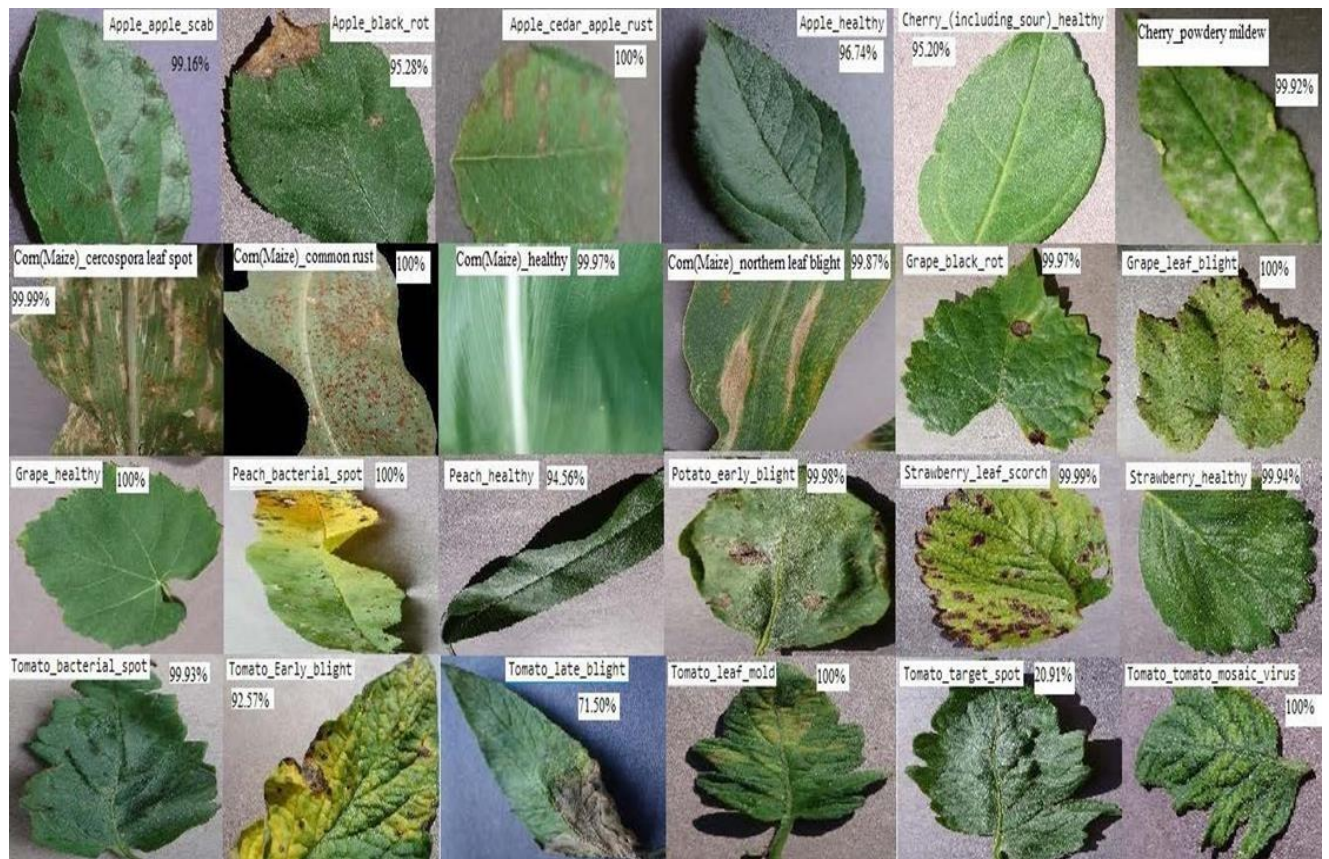 Apple_apple_scab
99.16%
Apple_black_rot
95.28%
Apple_cedar_apple_rust
100%
Apple_healthy
96.74%
Cherry_(including_sour)_healthy
95.20%
Cherry_powdery mildew
99.92%
Corn(Maize)_cercospora leaf spot
99.99%
Corn(Maize)_common rust
100%
Corn(Maize)_healthy
99.97%
Corn(Maize)_northern leaf blight
99.87%
Grape_black_rot
99.97%
Grape_leaf_blight
100%
Grape_healthy
100%
Peach_bacterial_spot
100%
Peach_healthy
94.56%
Potato_early_blight
99.98%
Strawberry_leaf_scorch
99.99%
Strawberry_healthy
99.94%
Tomato_bacterial_spot
99.93%
Tomato_Early_blight
92.57%
Tomato_late_blight
71.50%
Tomato_leaf_mold
100%
Tomato_target_spot
20.91%
Tomato_tomato_mosaic_virus
100%